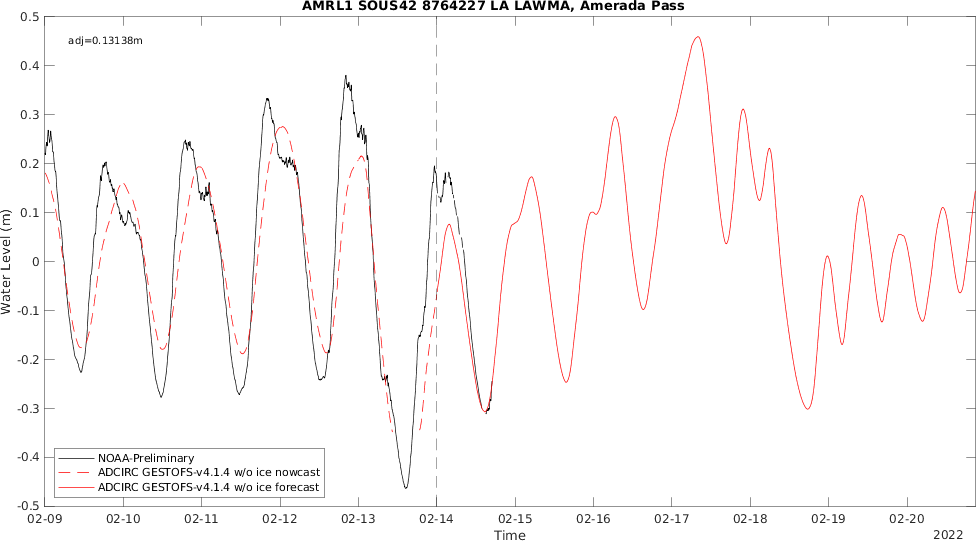 AMRL1 SOUS42 8764227 LA LAWMA, Amerada Pass
adj=0.13138m
0.5
0.4
0.3
0.2
0.1
0
-0.1
-0.2
-0.3
-0.4
-0.5
Water Level (m)
NOAA-Preliminary
ADCIRC GESTOFS-v4.1.4 w/o ice nowcast
ADCIRC GESTOFS-v4.1.4 w/o ice forecast
02-09 02-10 02-11 02-12 02-13 02-14 02-15 02-16 02-17 02-18 02-19 02-20
Time
2022